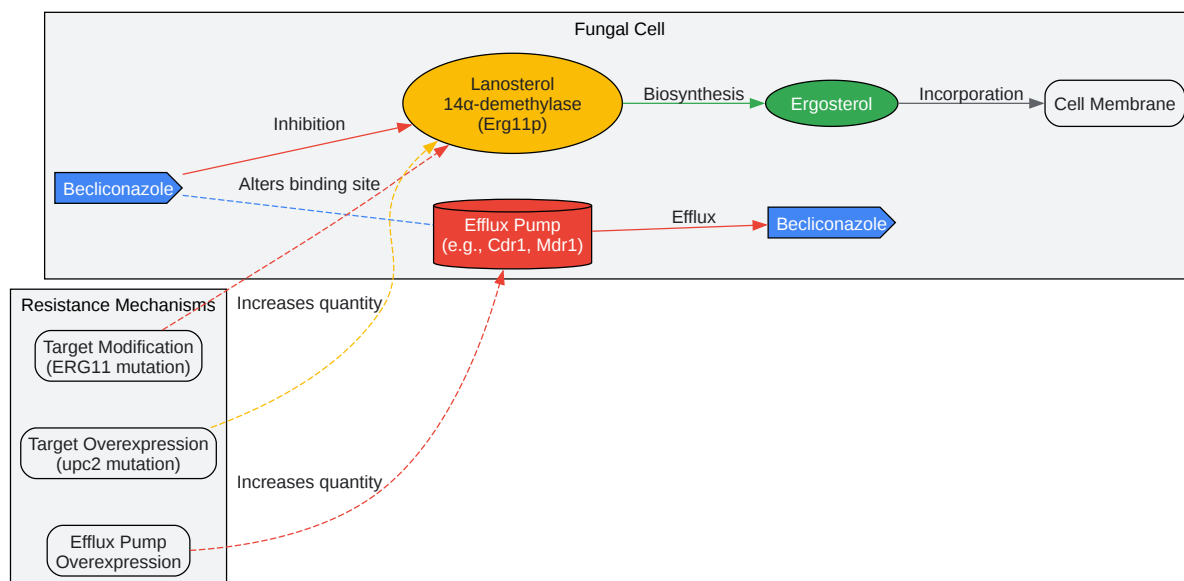 Fungal Cell
Lanosterol
14α-demethylase
(Erg11p)
Biosynthesis
Ergosterol
Incorporation
Cell Membrane
Inhibition
Becliconazole
Alters binding site
Efflux Pump
(e.g., Cdr1, Mdr1)
Efflux
Becliconazole
Resistance Mechanisms
Increases quantity
Target Modification
(ERG11 mutation)
Target Overexpression
(upc2 mutation)
Increases quantity
Efflux Pump
Overexpression